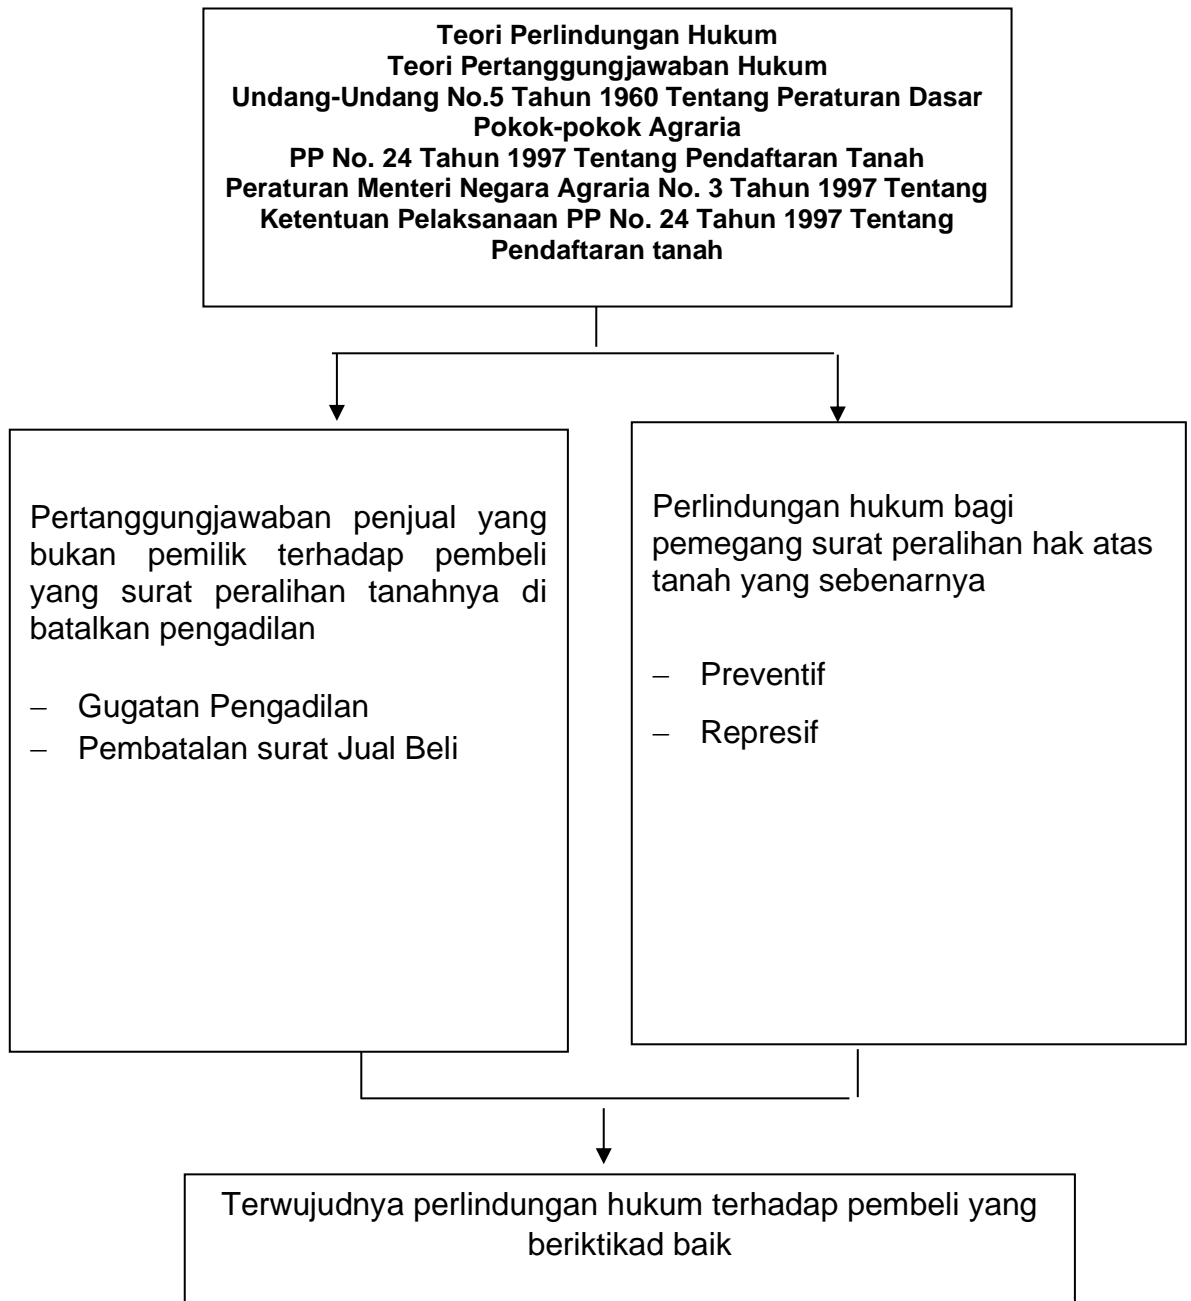 Teori Perlindungan Hukum
Teori Pertanggungjawaban Hukum
Undang-Undang No.5 Tahun 1960 Tentang Peraturan Dasar
Pokok-pokok Agraria
PP No. 24 Tahun 1997 Tentang Pendaftaran Tanah
Peraturan Menteri Negara Agraria No. 3 Tahun 1997 Tentang
Ketentuan Pelaksanaan PP No. 24 Tahun 1997 Tentang
Pendaftaran tanah
Pertanggungjawaban penjual yang
bukan pemilik terhadap pembeli
yang surat peralihan tanahnya di
batalkan pengadilan
– Gugatan Pengadilan
– Pembatalan surat Jual Beli
Perlindungan hukum bagi
pemegang surat peralihan hak atas
tanah yang sebenarnya
– Preventif
– Represif
Terwujudnya perlindungan hukum terhadap pembeli yang
beriktikad baik